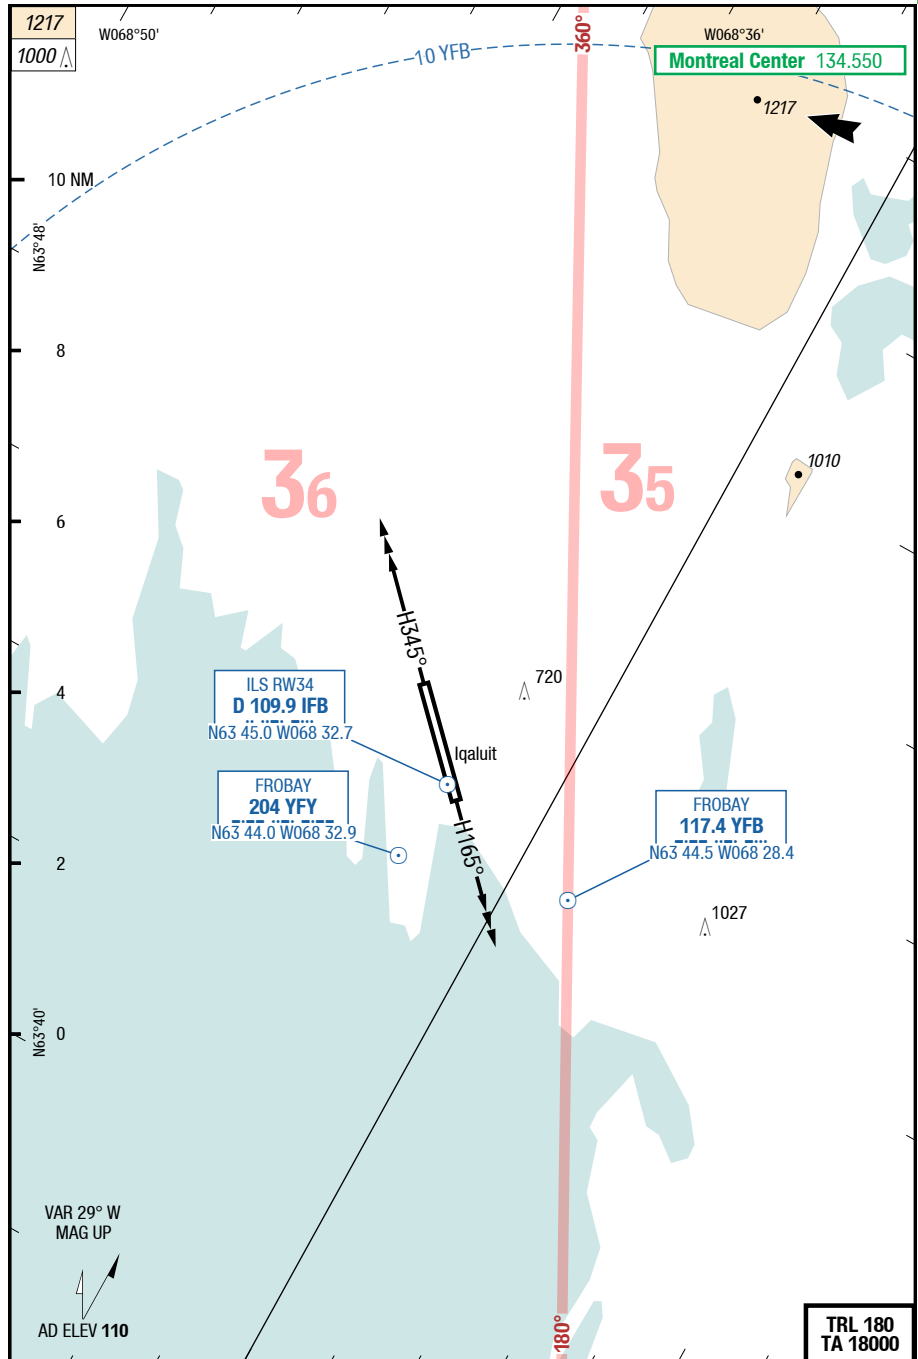 1217
1000
W068°50'
360°
W068°36'
10 YFB
Montreal Center 134.550
1217
10 NM
N63°48'
8
1010
36
35
6
H345°
720
4
ILS RW34
D 109.9 IFB
N63 45.0 W068 32.7
Iqaluit
FROBAY
204 YFY
N63 44.0 W068 32.9
FROBAY
117.4 YFB
N63 44.5 W068 28.4
H165°
2
1027
N63°40'
0
VAR 29° W
MAG UP
AD ELEV 110
180°
TRL 180
TA 18000